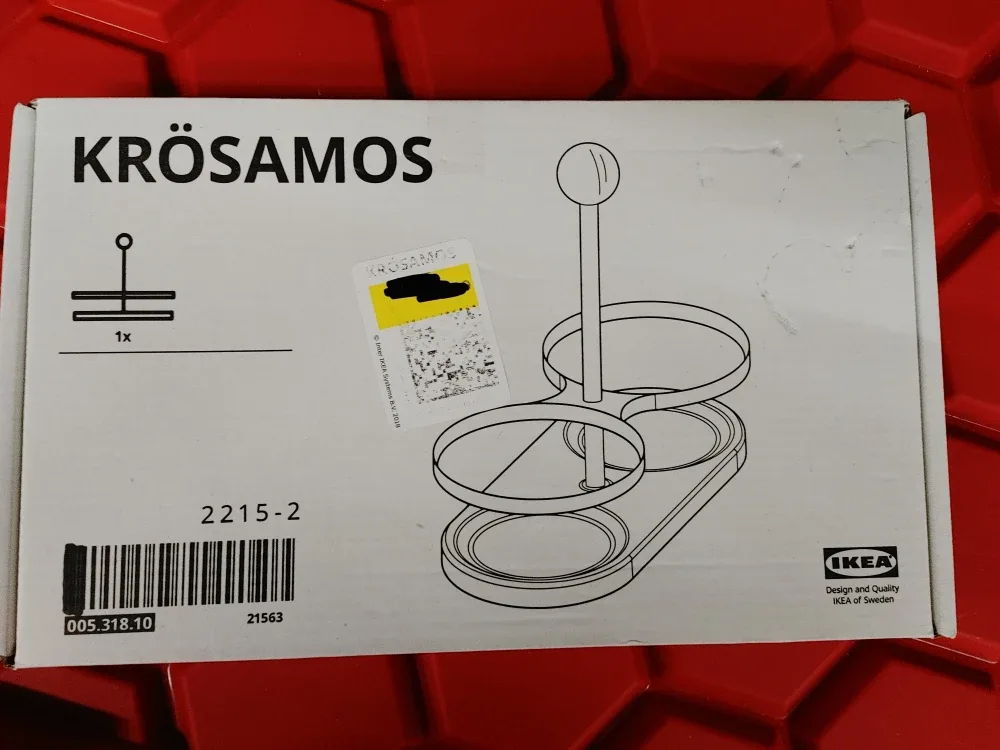 KRÖSAMOS
1x
KRÖSAMOS
© Inter IKEA Systems B.V. 2018
2215-2
005.318.10
21563
IKEA
Design and Quality
IKEA of Sweden